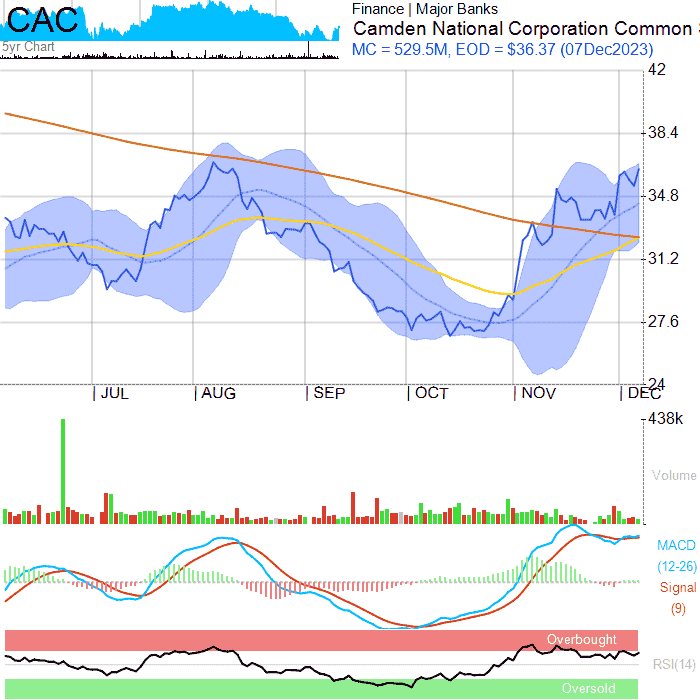 CAC
5yr Chart
Finance | Major Banks
Camden National Corporation Common
MC = 529.5M, EOD = $36.37 (07Dec2023)
42
38.4
34.8
31.2
27.6
24
JUL AUG SEP OCT NOV DEC
438k
Volume
MACD
(12-26)
Signal
(9)
Overbought
RSI(14)
Oversold